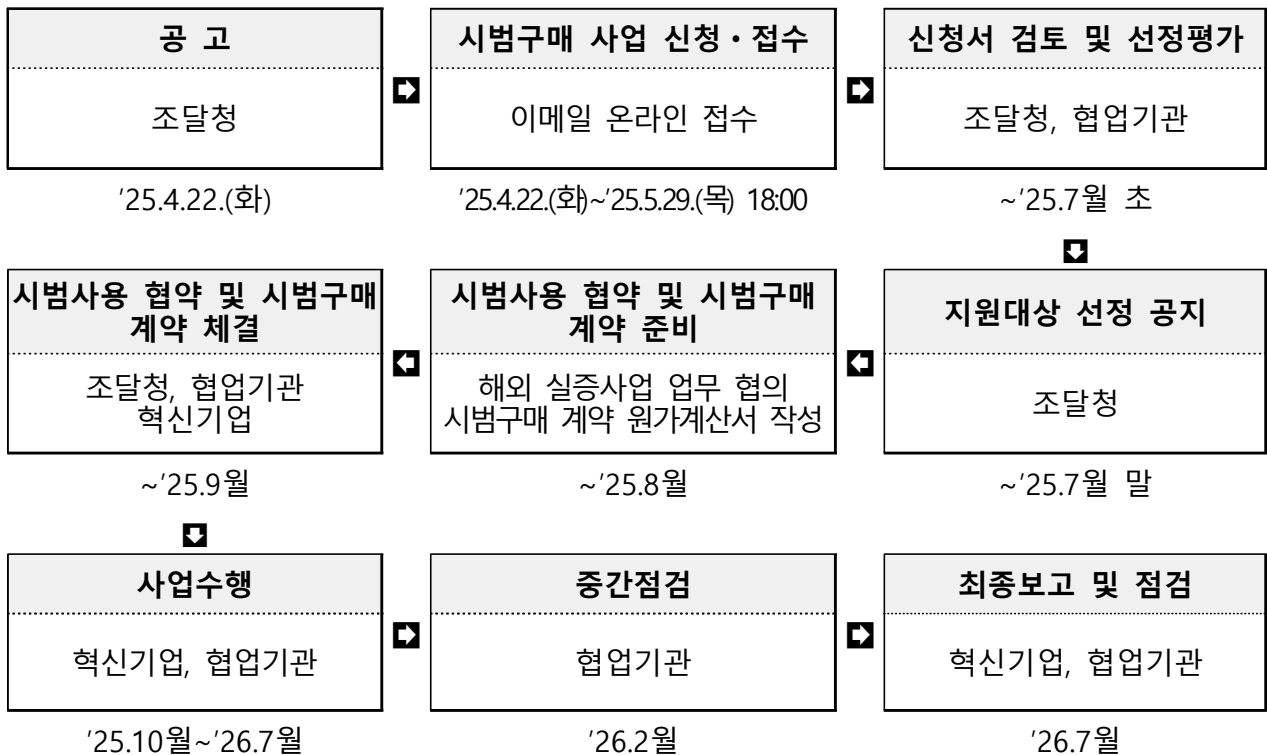 공 고
조달청
'25.4.22.(화)
시범구매 사업 신청・접수
이메일 온라인 접수
'25.4.22.(화)~'25.5.29.(목) 18:00
신청서 검토 및 선정평가
조달청, 협업기관
~'25.7월 초
지원대상 선정 공지
조달청
~'25.7월 말
시범사용 협약 및 시범구매
계약 준비
해외 실증사업 업무 협의
시범구매 계약 원가계산서 작성
~'25.8월
시범사용 협약 및 시범구매
계약 체결
조달청, 협업기관
혁신기업
~'25.9월
사업수행
혁신기업, 협업기관
'25.10월~'26.7월
중간점검
협업기관
'26.2월
최종보고 및 점검
혁신기업, 협업기관
'26.7월